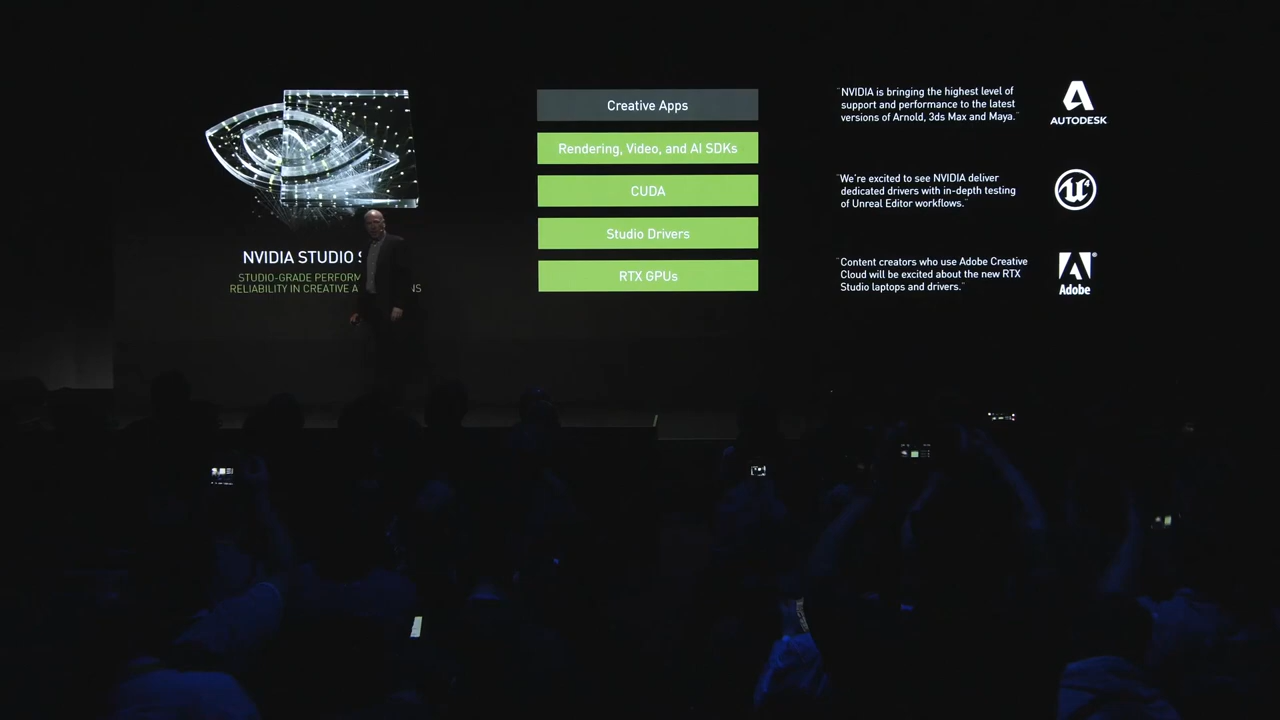 NVIDIA STUDIO S
STUDIO-GRADE PERFORM
RELIABILITY IN CREATIVE A NS
Creative Apps
Rendering, Video, and AI SDKs
CUDA
Studio Drivers
RTX GPUs
"NVIDIA is bringing the highest level of
support and performance to the latest
versions of Arnold, 3ds Max and Maya."
AUTODESK
"We're excited to see NVIDIA deliver
dedicated drivers with in-depth testing
of Unreal Editor workflows."
"Content creators who use Adobe Creative
Cloud will be excited about the new RTX
Studio laptops and drivers."
Adobe